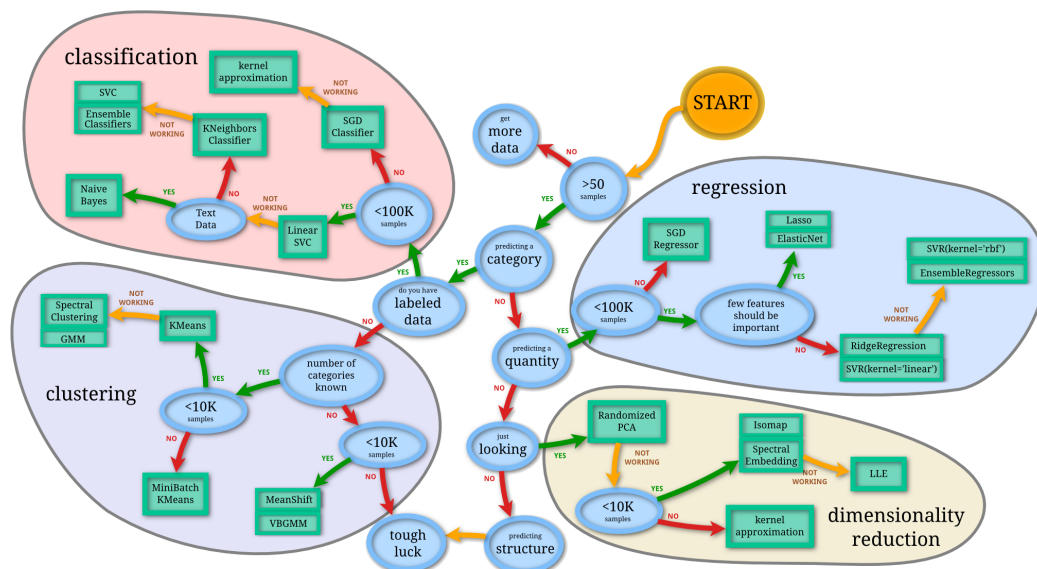 START
get
more
data
NO
>50
samples
YES
predicting a
category
YES
NO
do you have
labeled
data
YES
NO
predicting a
quantity
YES
NO
just
looking
YES
NO
predicting
structure
tough
luck
classification
kernel
approximation
NOT
WORKING
SVC
Ensemble
Classifiers
NOT
WORKING
KNeighbors
Classifier
SGD
Classifier
NO
Naive
Bayes
YES
Text
Data
NO
NOT
WORKING
Linear
SVC
YES
<100K
samples
regression
SGD
Regressor
NO
<100K
samples
YES
Lasso
ElasticNet
YES
few features
should be
important
NO
SVR(kernel='rbf')
EnsembleRegressors
NOT
WORKING
RidgeRegression
SVR(kernel='linear')
clustering
Spectral
Clustering
GMM
NOT
WORKING
KMeans
YES
<10K
samples
NO
MiniBatch
KMeans
YES
number of
categories
known
NO
<10K
samples
YES
NO
MeanShift
VBGMM
dimensionality
reduction
Randomized
PCA
NOT
WORKING
<10K
samples
YES
NO
Isomap
Spectral
Embedding
NOT
WORKING
LLE
kernel
approximation